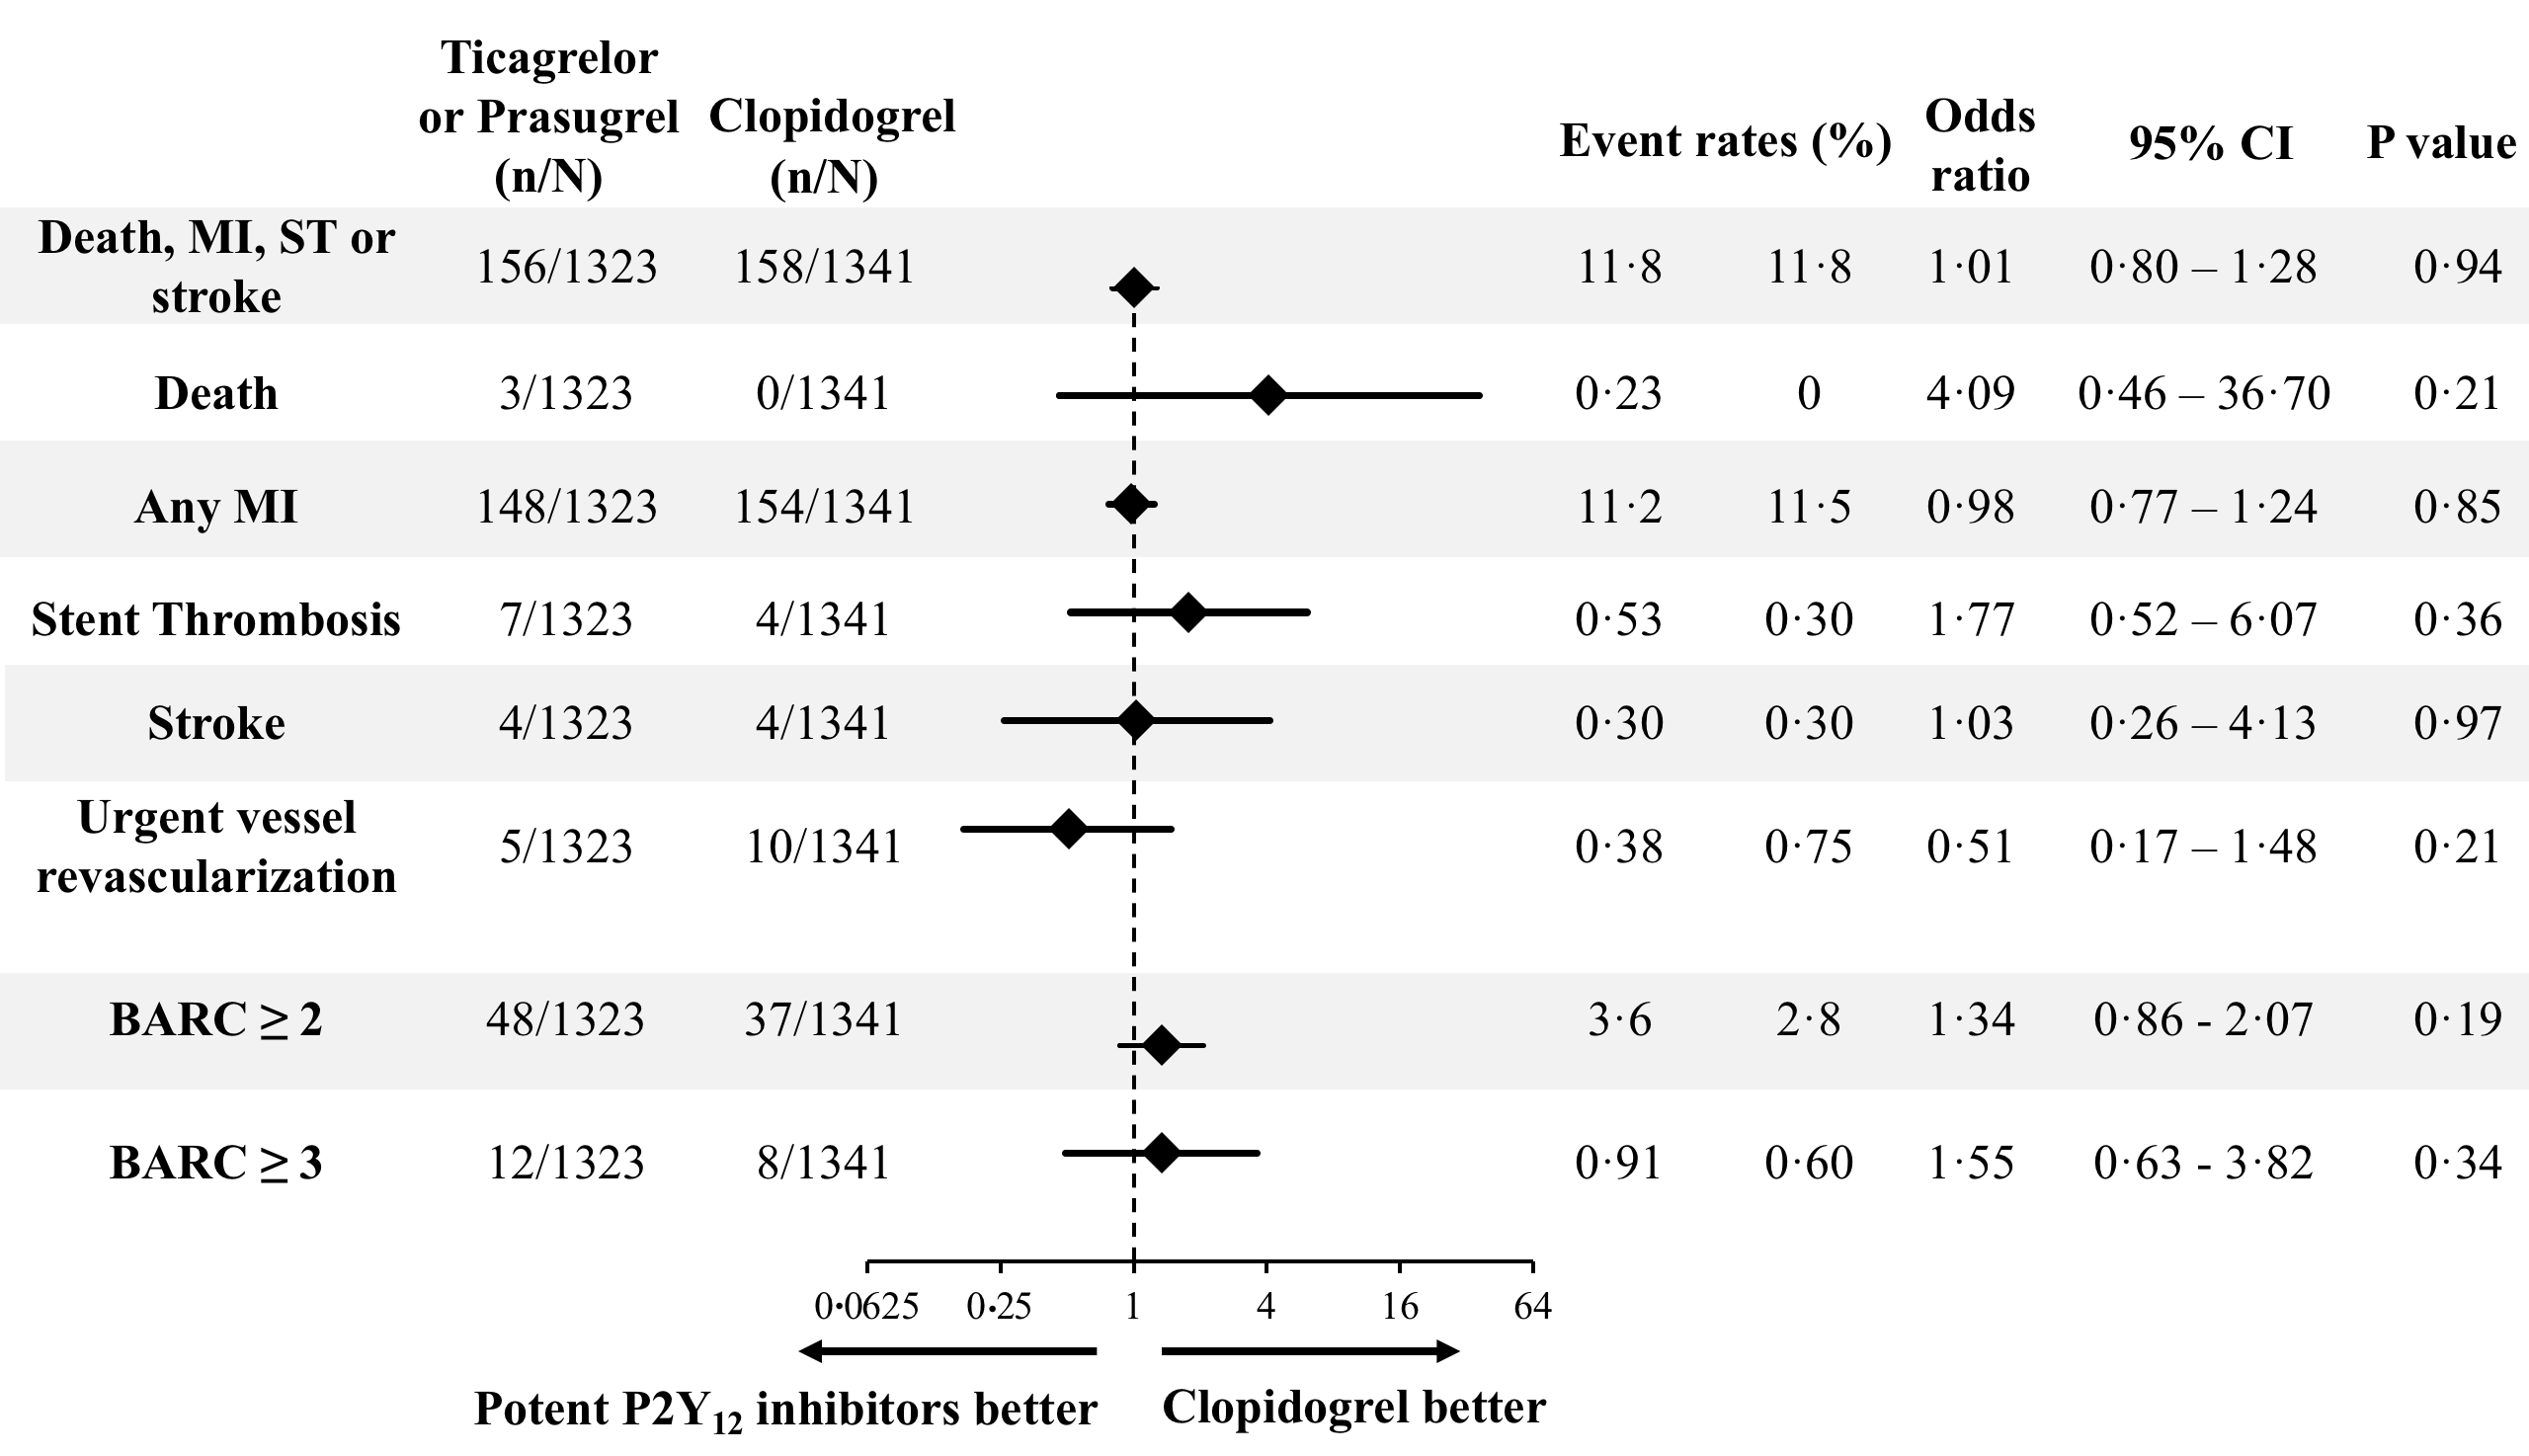 Ticagrelor
or Prasugrel
(n/N)
Clopidogrel
(n/N)
Event rates (%)
Odds
ratio
95% CI
P value
Death, MI, ST or
stroke
156/1323 158/1341 11·8 11·8 1·01 0·80 – 1·28 0·94
Death 3/1323 0/1341 0·23 0 4·09 0·46 – 36·70 0·21
Any MI 148/1323 154/1341 11·2 11·5 0·98 0·77 – 1·24 0·85
Stent Thrombosis 7/1323 4/1341 0·53 0·30 1·77 0·52 – 6·07 0·36
Stroke 4/1323 4/1341 0·30 0·30 1·03 0·26 – 4·13 0·97
Urgent vessel
revascularization
5/1323 10/1341 0·38 0·75 0·51 0·17 – 1·48 0·21
BARC ≥ 2 48/1323 37/1341 3·6 2·8 1·34 0·86 - 2·07 0·19
BARC ≥ 3 12/1323 8/1341 0·91 0·60 1·55 0·63 - 3·82 0·34
0·0625 0·25 1 4 16 64
Potent P2Y₁₂ inhibitors better
Clopidogrel better